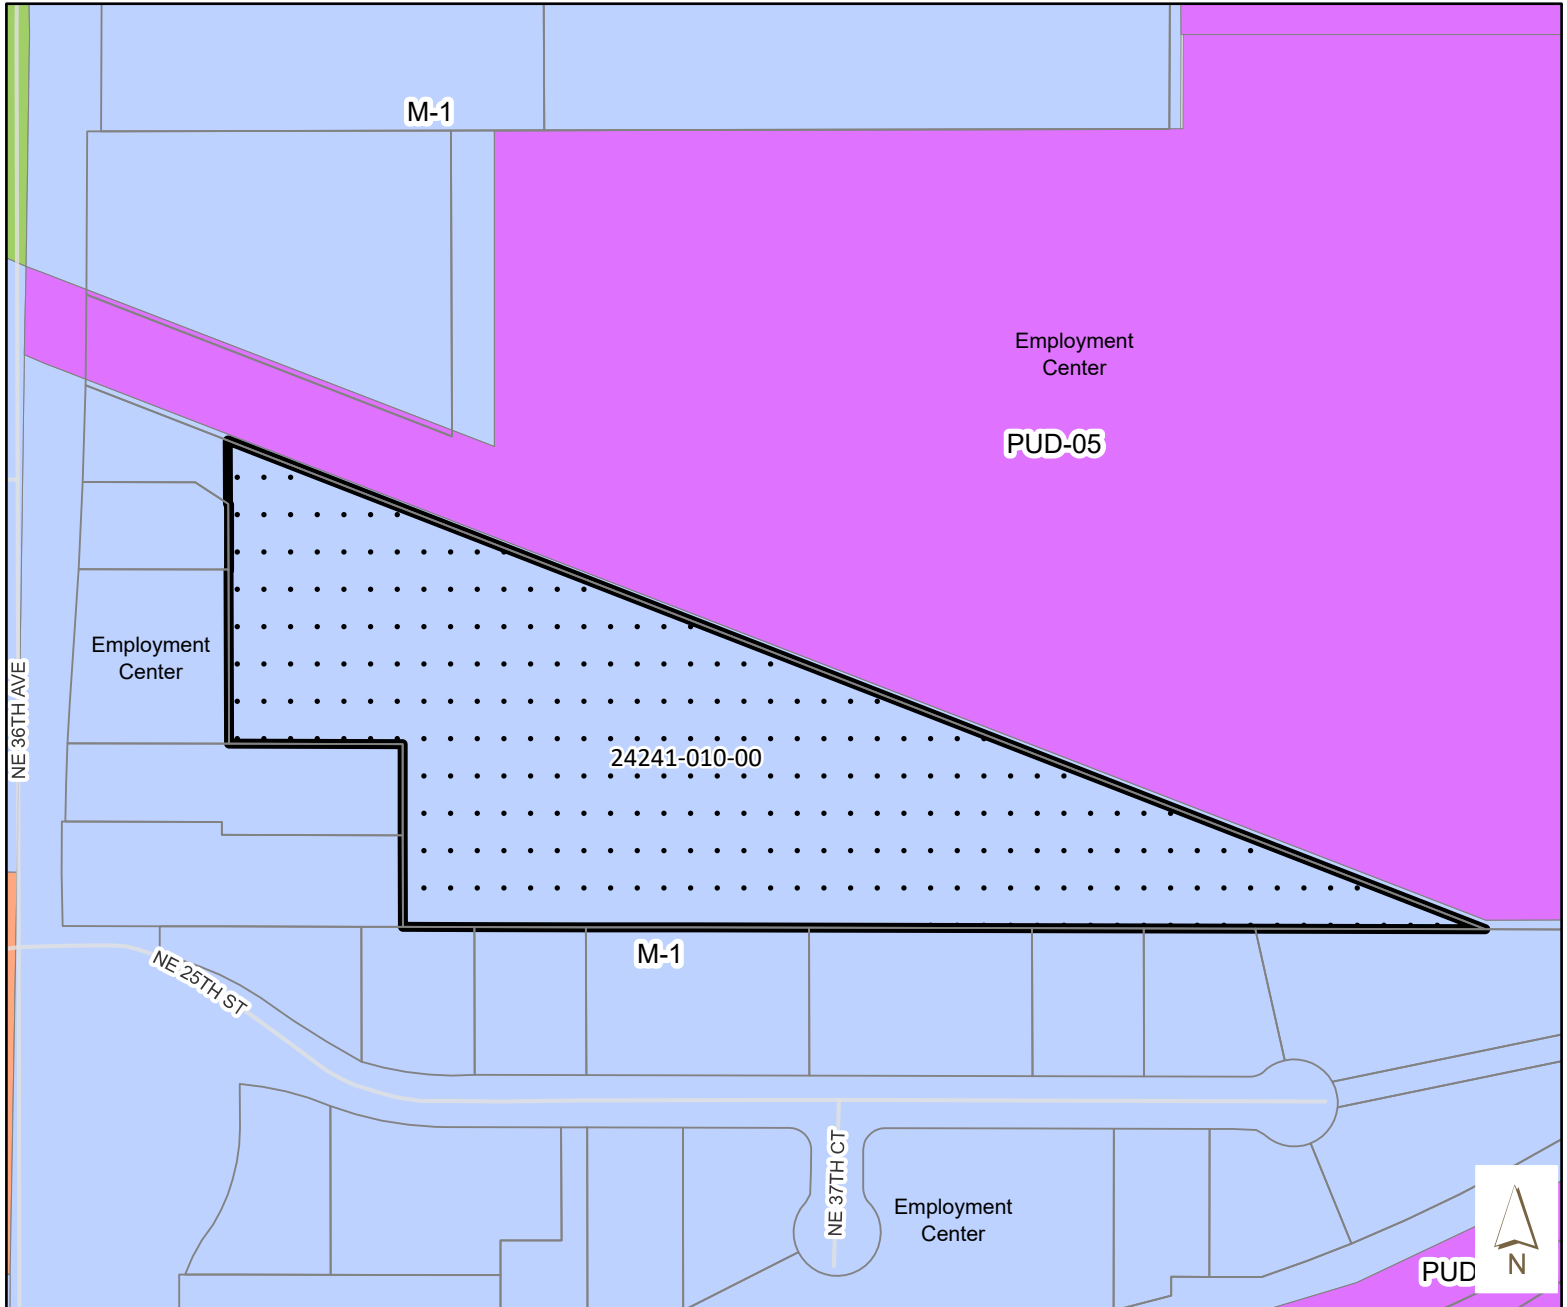 M-1
Employment
Center
PUD-05
Employment
Center
NE 36TH AVE
24241-010-00
M-1
NE 25TH ST
NE 37TH CT
Employment
Center
PUD
N